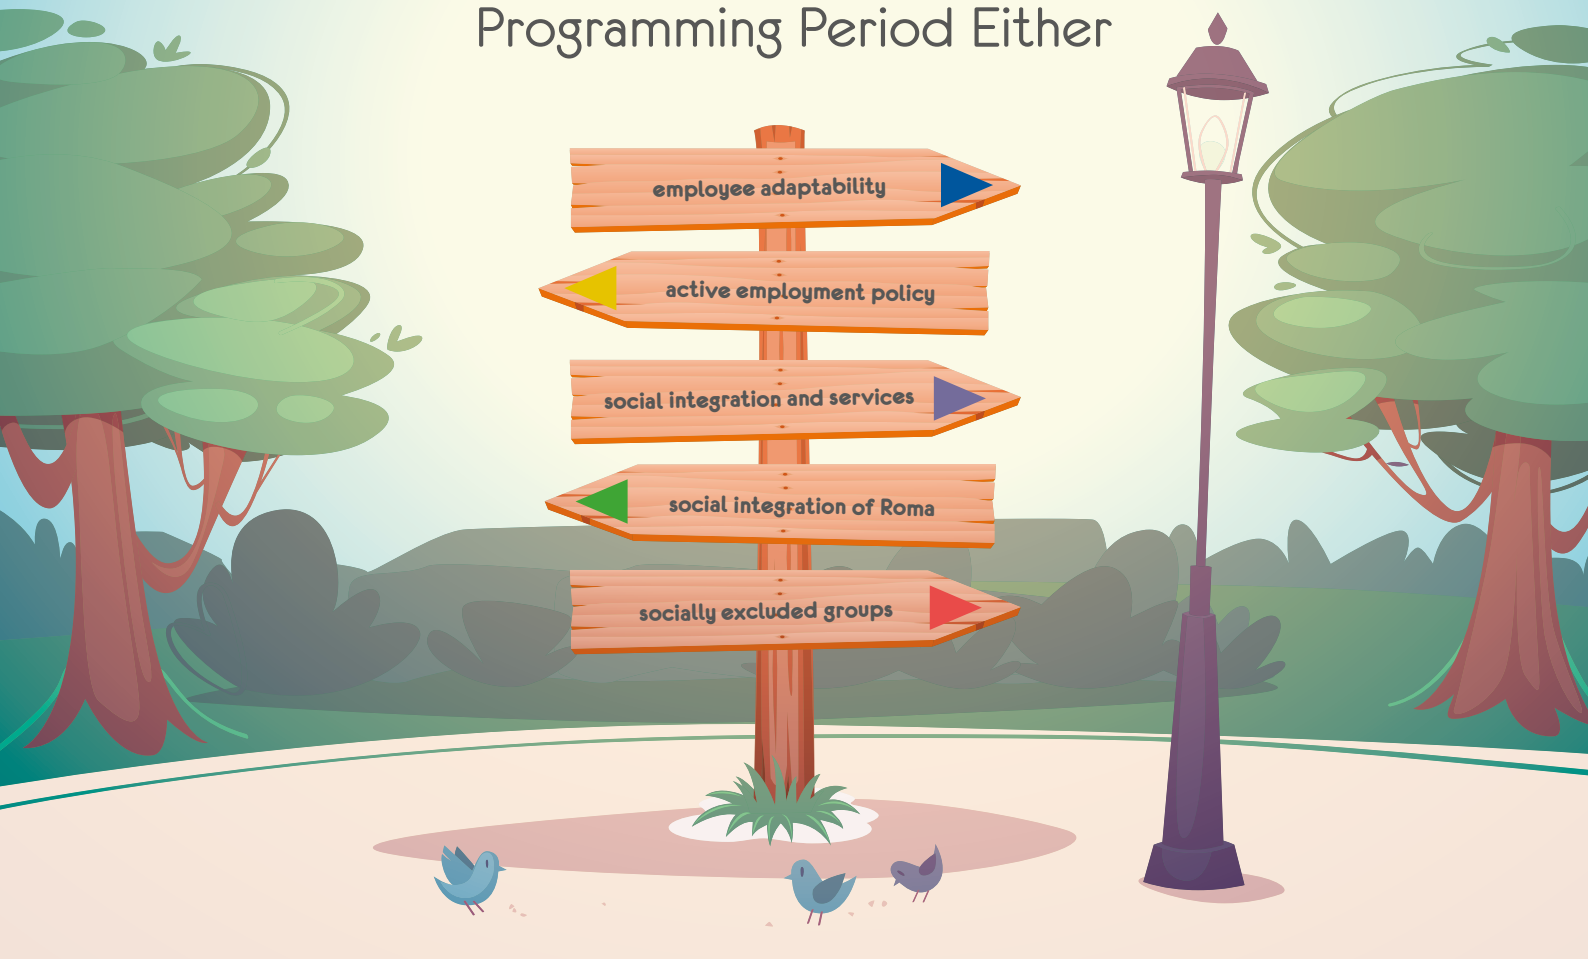 Programming Period Either
employee adaptability
active employment policy
social integration and services
social integration of Roma
socially excluded groups